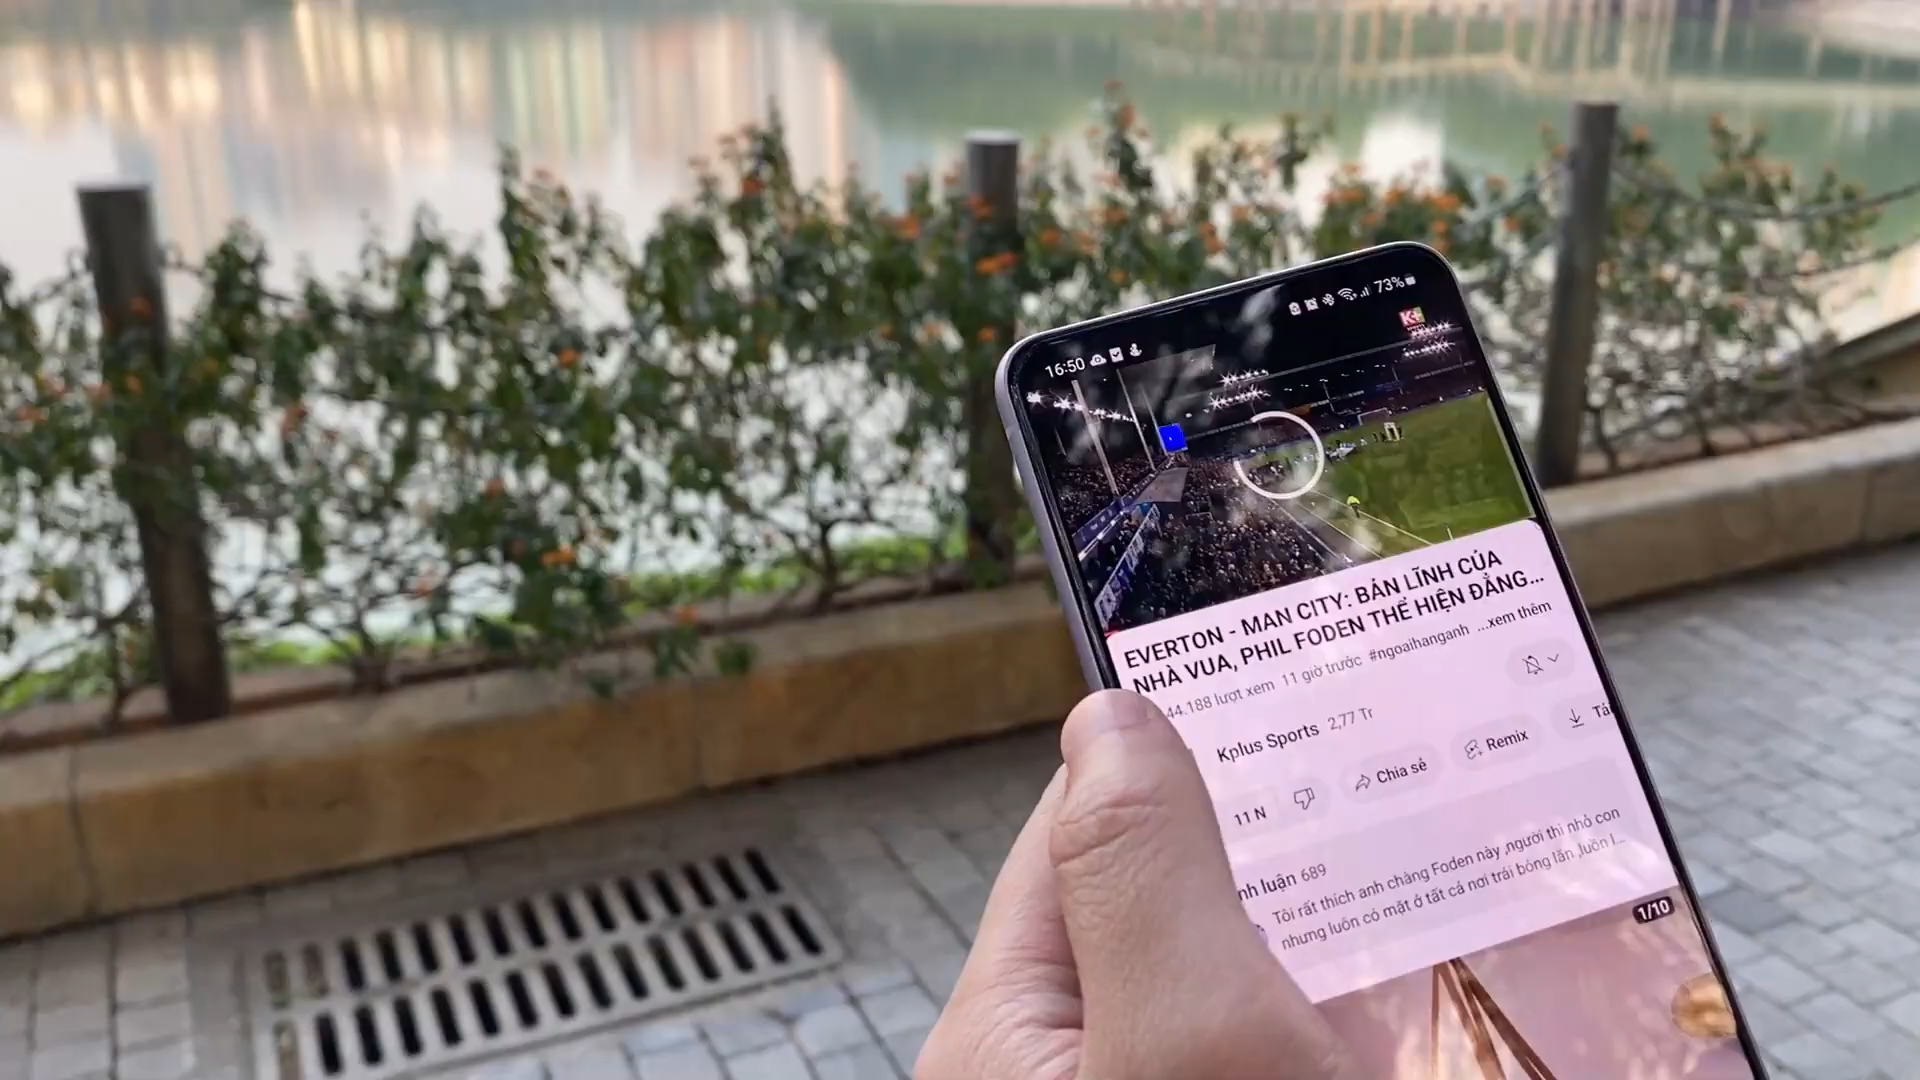 16:50
73%
K+
EVERTON - MAN CITY: BẢN LĨNH CỦA
NHÀ VUA, PHIL FODEN THỂ HIỆN ĐẲNG...
44.188 lượt xem 11 giờ trước #ngoaihanganh ...xem thêm
Kplus Sports 2,77 Tr
11 N
Chia sẻ
Remix
nh luận 689
Tôi rất thích anh chàng Foden này ,người thì nhỏ con
nhưng luôn có mặt ở tất cả nơi trái bóng lăn ,luôn l...
1/10